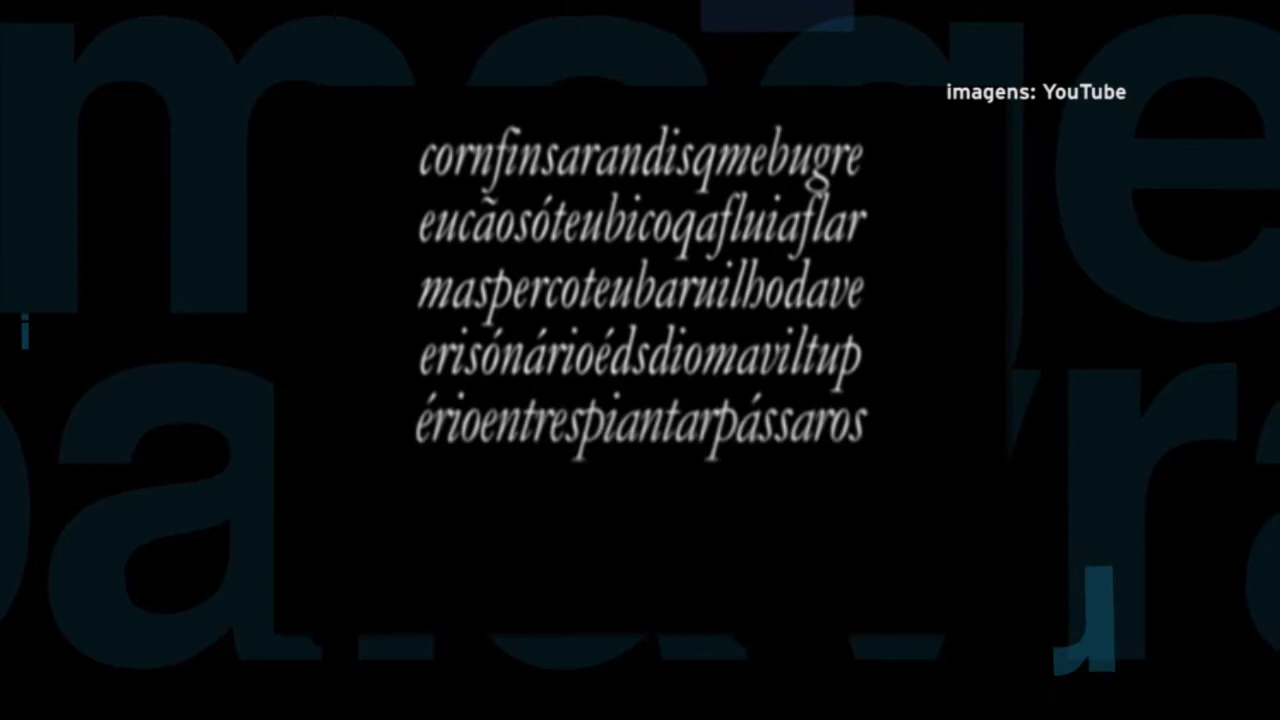 imagens: YouTube
cornfinsarandisqmebugre
eucãosóteubicoqafluiaflar
maspercoteubaruilhodave
erisónárioédsdiomaviltup
érioentrespiantarpássaros